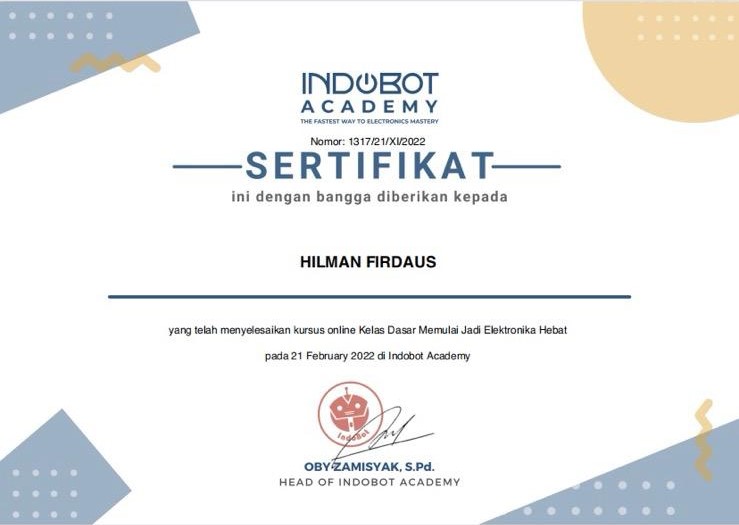 INDOBOT
ACADEMY
THE FASTEST WAY TO ELECTRONICS MASTERY
Nomor: 1317/21/XI/2022
SERTIFIKAT
ini dengan bangga diberikan kepada
HILMAN FIRDAUS
yang telah menyelesaikan kursus online Kelas Dasar Memulai Jadi Elektronika Hebat
pada 21 February 2022 di Indobot Academy
IndoBot
OBY ZAMISYAK, S.Pd.
HEAD OF INDOBOT ACADEMY